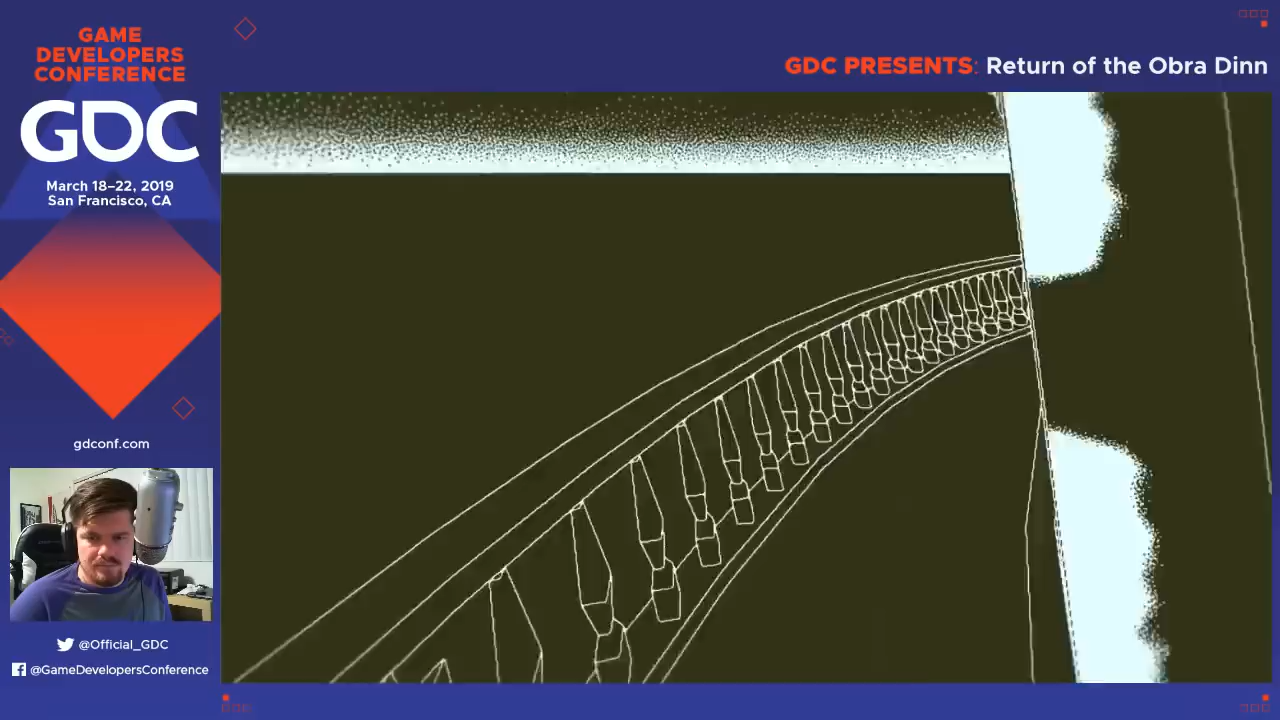 GAME
DEVELOPERS
CONFERENCE
GDC
March 18–22, 2019
San Francisco, CA
GDC PRESENTS: Return of the Obra Dinn
gdconf.com
@Official_GDC
@GameDevelopersConference